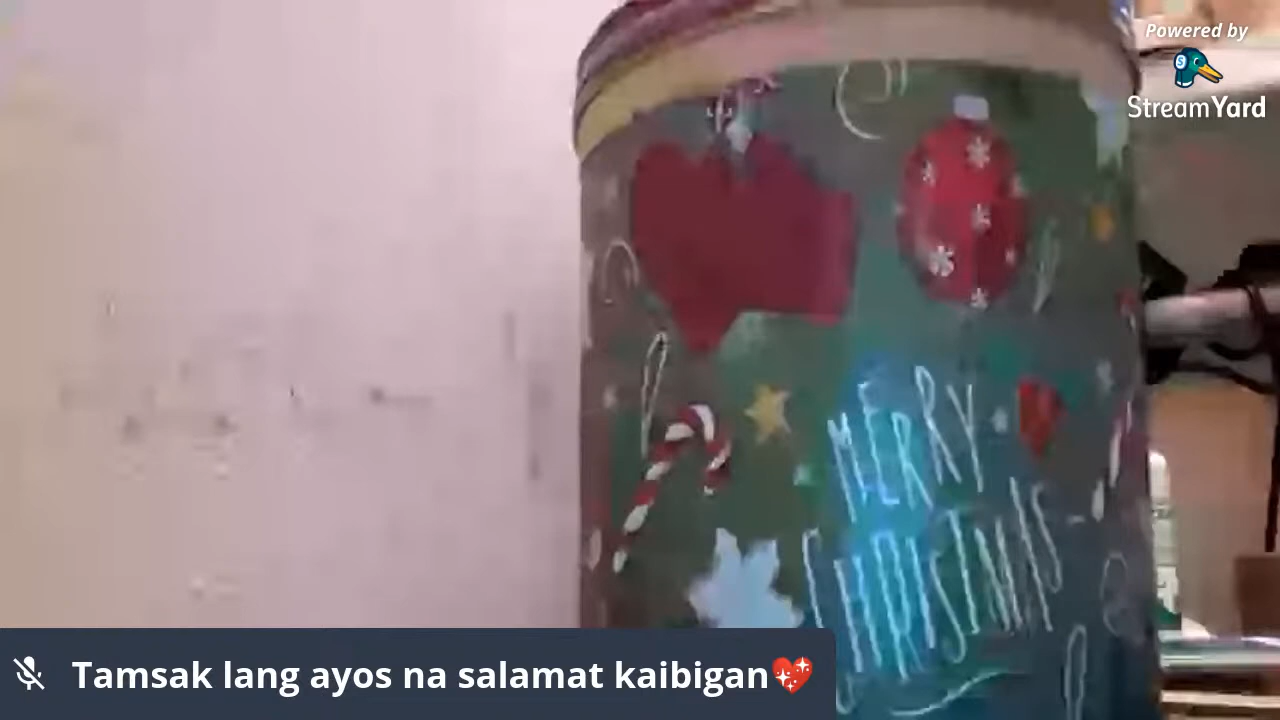 Powered by
StreamYard
MERRY
CHRISTMAS
Tamsak lang ayos na salamat kaibigan💖